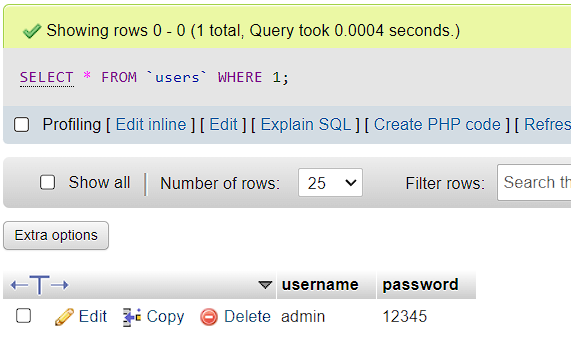 Showing rows 0 - 0 (1 total, Query took 0.0004 seconds.)
SELECT * FROM `users` WHERE 1;
Profiling [ Edit inline ] [ Edit ] [ Explain SQL ] [ Create PHP code ] [ Refres
Show all Number of rows: 25 Filter rows: Search th
Extra options
←T→ username password
Edit Copy Delete admin 12345